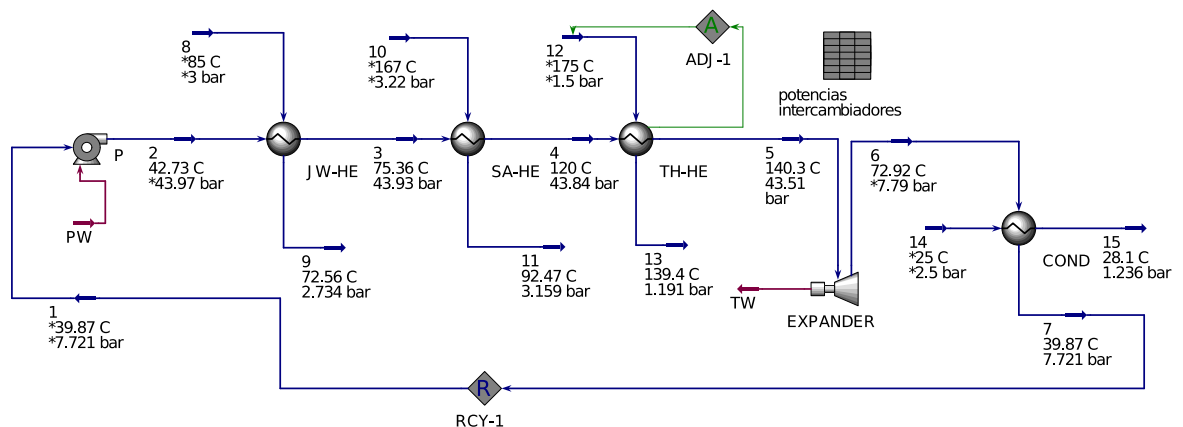 8
*85 C
*3 bar
10
*167 C
*3.22 bar
12
*175 C
*1.5 bar
A
ADJ-1
potencias
intercambiadores
P
2
42.73 C
*43.97 bar
JW-HE
3
75.36 C
43.93 bar
SA-HE
4
120 C
43.84 bar
TH-HE
5
140.3 C
43.51
bar
6
72.92 C
*7.79 bar
PW
9
72.56 C
2.734 bar
11
92.47 C
3.159 bar
13
139.4 C
1.191 bar
14
*25 C
*2.5 bar
COND
15
28.1 C
1.236 bar
TW
EXPANDER
1
*39.87 C
*7.721 bar
7
39.87 C
7.721 bar
R
RCY-1